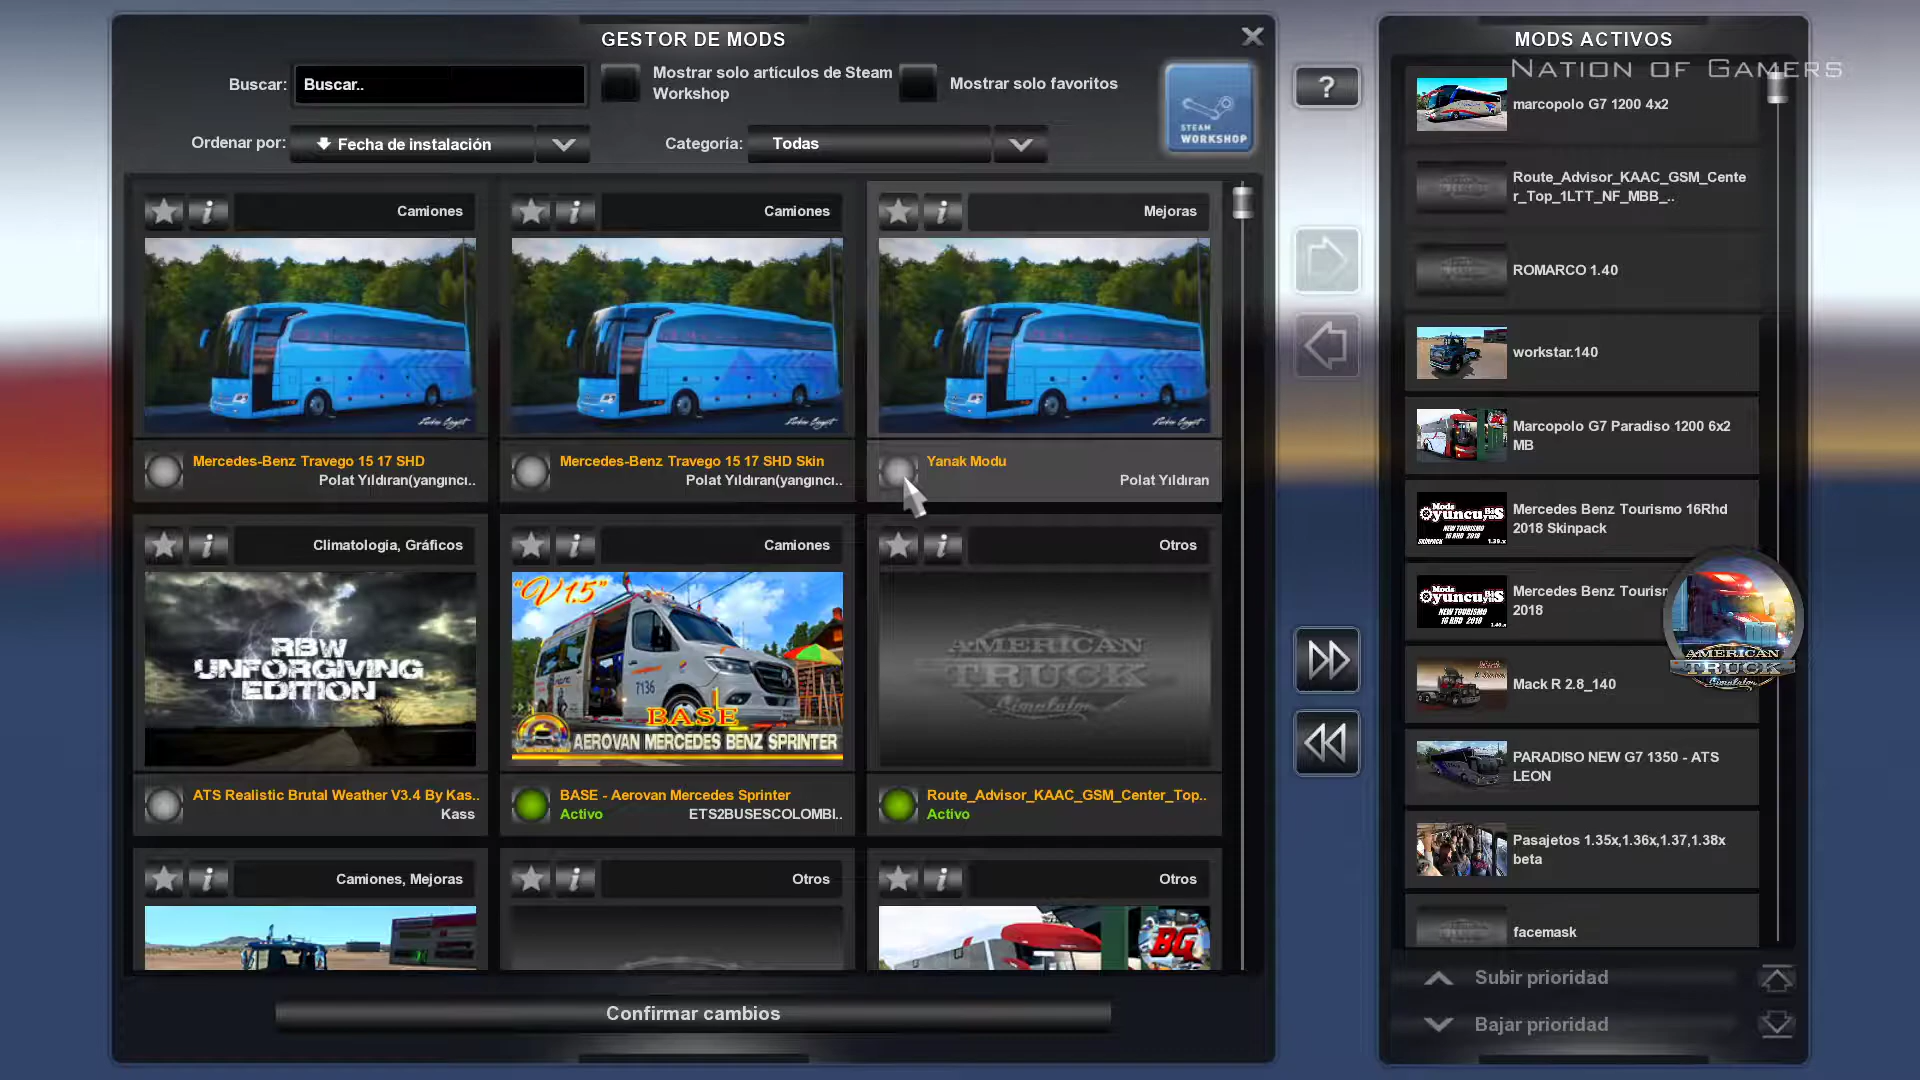 GESTOR DE MODS
Buscar:
Buscar..
Mostrar solo artículos de Steam
Workshop
Mostrar solo favoritos
STEAM
WORKSHOP
Ordenar por:
Fecha de instalación
Categoría:
Todas
?
Camiones
Mercedes-Benz Travego 15 17 SHD
Polat Yıldıran(yangıncı..
Camiones
Mercedes-Benz Travego 15 17 SHD Skin
Polat Yıldıran(yangıncı..
Mejoras
Yanak Modu
Polat Yıldıran
Climatología, Gráficos
RBW
UNFORGIVING
EDITION
ATS Realistic Brutal Weather V3.4 By Kas..
Kass
Camiones
"V1.5"
7136
BASE
AEROVAN MERCEDES BENZ SPRINTER
BASE - Aerovan Mercedes Sprinter
Activo
ETS2BUSESCOLOMBI..
Otros
AMERICAN
TRUCK
Simulator
Route_Advisor_KAAC_GSM_Center_Top..
Activo
Camiones, Mejoras
Otros
Otros
BG
Confirmar cambios
MODS ACTIVOS
NATION OF GAMERS
marcopolo G7 1200 4x2
Route_Advisor_KAAC_GSM_Cente
r_Top_1LTT_NF_MBB_..
ROMARCO 1.40
workstar.140
Marcopolo G7 Paradiso 1200 6x2
MB
Mercedes Benz Tourismo 16Rhd
2018 Skinpack
Mercedes Benz Tourisr
2018
AMERICAN
TRUCK
Simulator
Mack R 2.8_140
PARADISO NEW G7 1350 - ATS
LEON
Pasajetos 1.35x,1.36x,1.37,1.38x
beta
facemask
Subir prioridad
Bajar prioridad